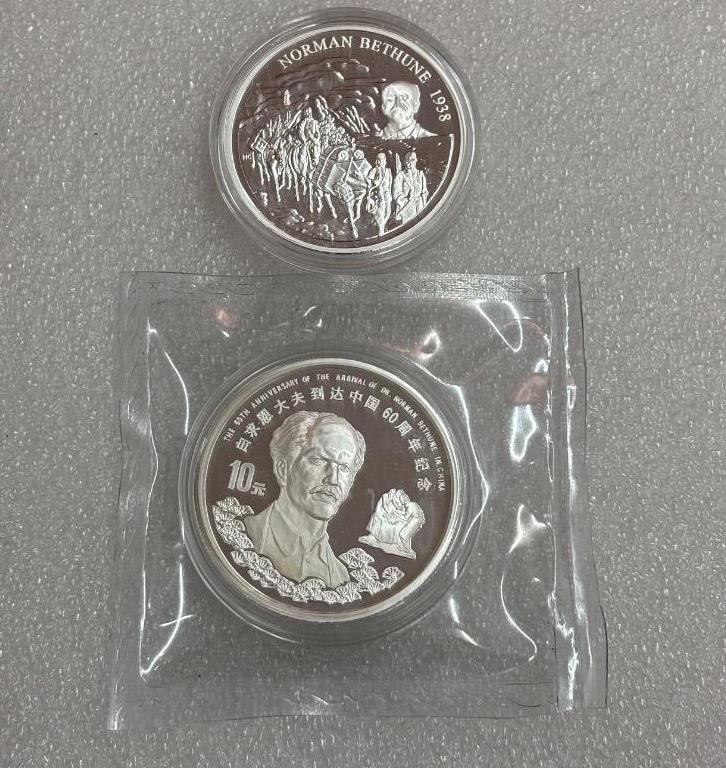 NORMAN BETHUNE 1938
THE 60TH ANNIVERSARY OF THE ARRIVAL OF DR. NORMAN BETHUNE IN CHINA
白求恩大夫到达中国60周年纪念
10元